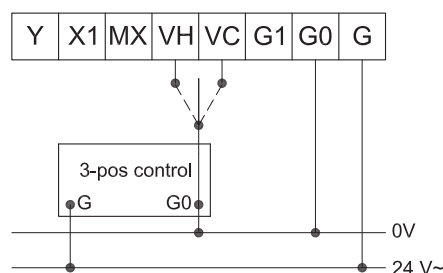 Y X1 MX VH VC G1 G0 G
3-pos control
G G0
0V
24 V~